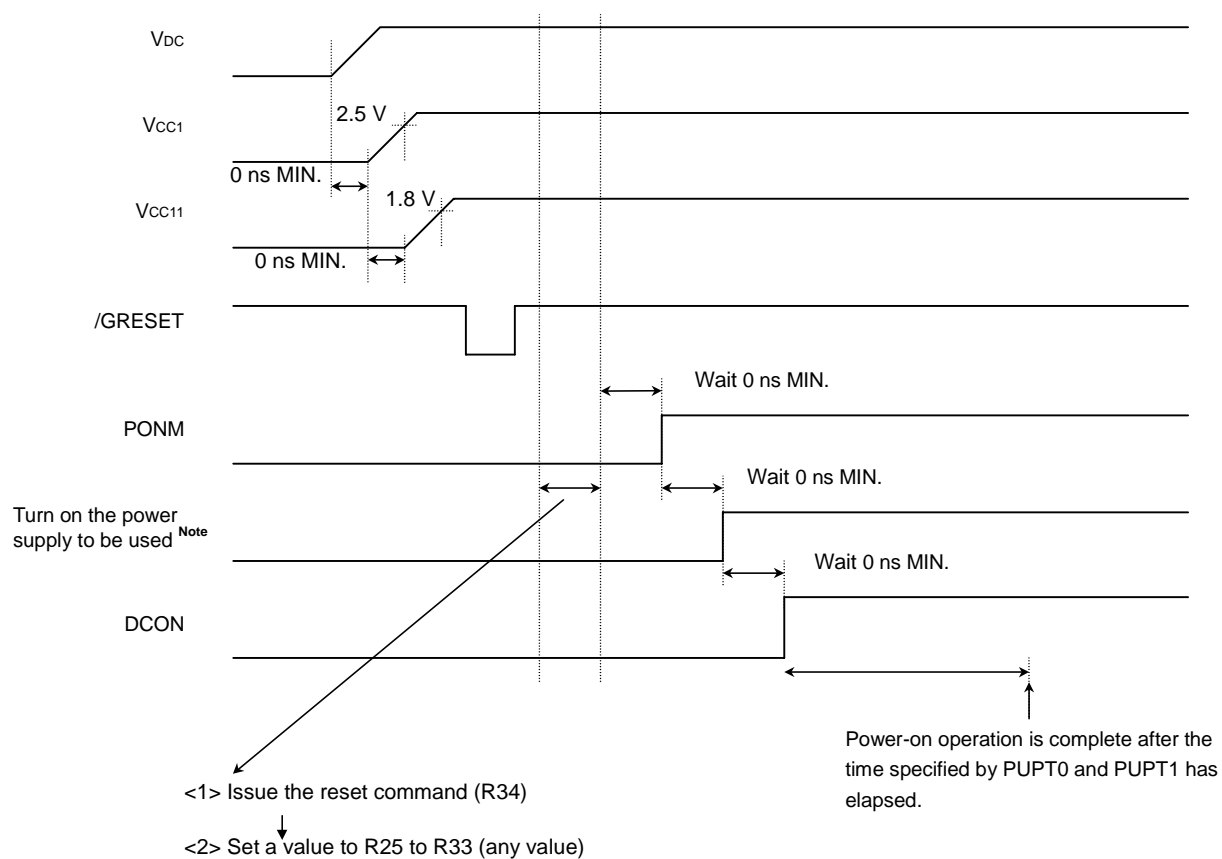 VDC
2.5 V
VCC1
0 ns MIN.
1.8 V
VCC11
0 ns MIN.
/GRESET
Wait 0 ns MIN.
PONM
Wait 0 ns MIN.
Turn on the power
supply to be used Note
Wait 0 ns MIN.
DCON
Power-on operation is complete after the
time specified by PUPT0 and PUPT1 has
elapsed.
<1> Issue the reset command (R34)
<2> Set a value to R25 to R33 (any value)